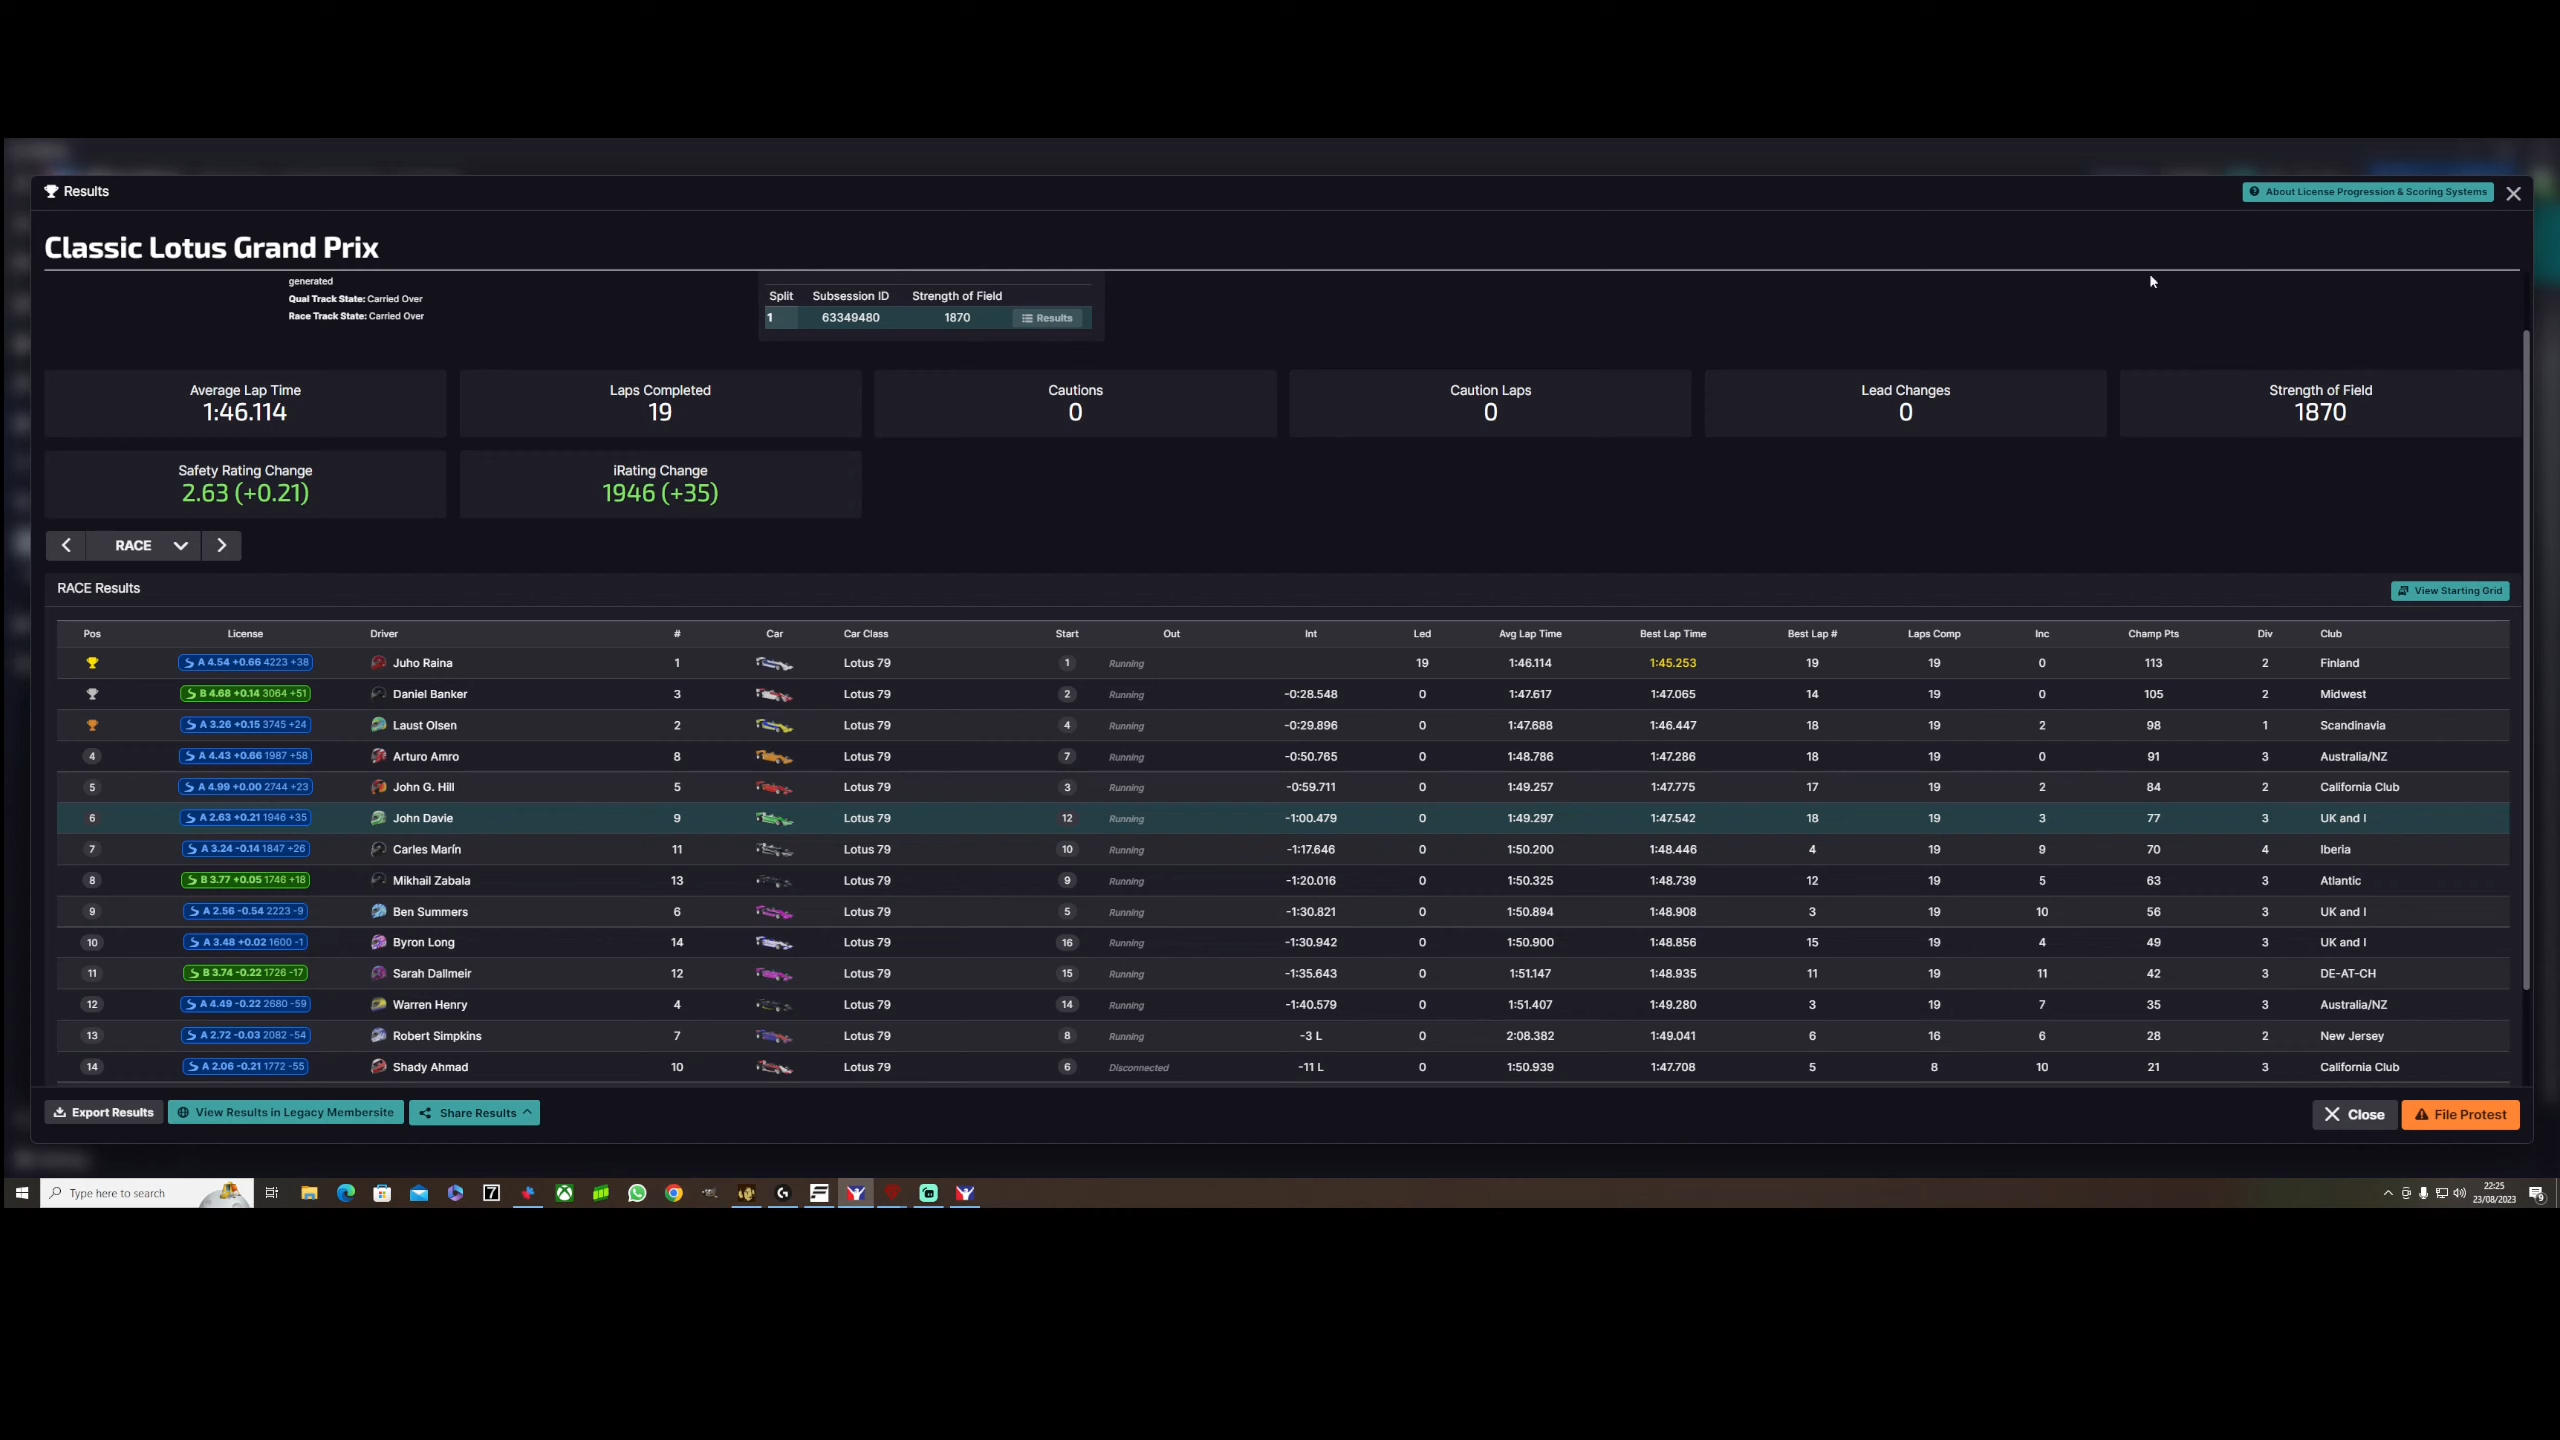 Results
About License Progression & Scoring Systems
Classic Lotus Grand Prix
generated
Qual Track State: Carried Over
Race Track State: Carried Over
Split Subsession ID Strength of Field
1 63349480 1870 Results
Average Lap Time Laps Completed Cautions Caution Laps Lead Changes Strength of Field
1:46.114 19 0 0 0 1870
Safety Rating Change iRating Change
2.63 (+0.21) 1946 (+35)
RACE
RACE Results
View Starting Grid
Pos License Driver # Car Car Class Start Out Int Led Avg Lap Time Best Lap Time Best Lap # Laps Comp Inc Champ Pts Div Club
A 4.54 +0.66 4223 +38 Juho Raina 1 Lotus 79 1 Running 19 1:46.114 1:45.253 19 19 0 113 2 Finland
B 4.68 +0.14 3064 +51 Daniel Banker 3 Lotus 79 2 Running -0:28.548 0 1:47.617 1:47.065 14 19 0 105 2 Midwest
A 3.26 +0.15 3745 +24 Laust Olsen 2 Lotus 79 4 Running -0:29.896 0 1:47.688 1:46.447 18 19 2 98 1 Scandinavia
4 A 4.43 +0.66 1987 +58 Arturo Amro 8 Lotus 79 7 Running -0:50.765 0 1:48.786 1:47.286 18 19 0 91 3 Australia/NZ
5 A 4.99 +0.00 2744 +23 John G. Hill 5 Lotus 79 3 Running -0:59.711 0 1:49.257 1:47.775 17 19 2 84 2 California Club
6 A 2.63 +0.21 1946 +35 John Davie 9 Lotus 79 12 Running -1:00.479 0 1:49.297 1:47.542 18 19 3 77 3 UK and I
7 A 3.24 -0.14 1847 +26 Carles Marín 11 Lotus 79 10 Running -1:17.646 0 1:50.200 1:48.446 4 19 9 70 4 Iberia
8 B 3.77 +0.05 1746 +18 Mikhail Zabala 13 Lotus 79 9 Running -1:20.016 0 1:50.325 1:48.739 12 19 5 63 3 Atlantic
9 A 2.56 -0.54 2223 -9 Ben Summers 6 Lotus 79 5 Running -1:30.821 0 1:50.894 1:48.908 3 19 10 56 3 UK and I
10 A 3.48 +0.02 1600 -1 Byron Long 14 Lotus 79 16 Running -1:30.942 0 1:50.900 1:48.856 15 19 4 49 3 UK and I
11 B 3.74 -0.22 1726 -17 Sarah Dallmeir 12 Lotus 79 15 Running -1:35.643 0 1:51.147 1:48.935 11 19 11 42 3 DE-AT-CH
12 A 4.49 -0.22 2680 -59 Warren Henry 4 Lotus 79 14 Running -1:40.579 0 1:51.407 1:49.280 3 19 7 35 3 Australia/NZ
13 A 2.72 -0.03 2082 -54 Robert Simpkins 7 Lotus 79 8 Running -3 L 0 2:08.382 1:49.041 6 16 6 28 2 New Jersey
14 A 2.06 -0.21 1772 -55 Shady Ahmad 10 Lotus 79 6 Disconnected -11 L 0 1:50.939 1:47.708 5 8 10 21 3 California Club
Export Results View Results in Legacy Membersite Share Results Close File Protest
Type here to search
22:25
23/08/2023